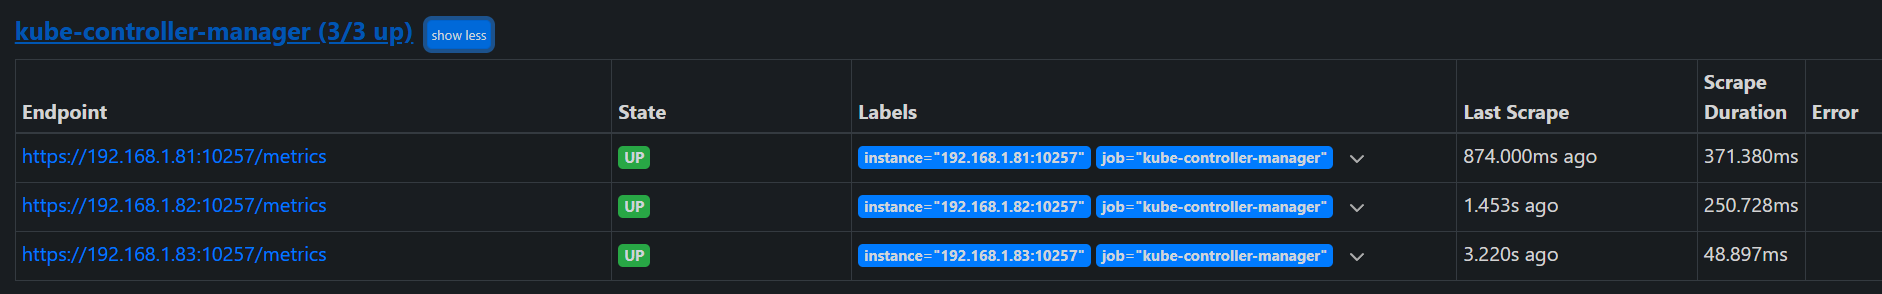 kube-controller-manager (3/3 up) show less
Endpoint State Labels Last Scrape Scrape Duration Error
https://192.168.1.81:10257/metrics UP instance="192.168.1.81:10257" job="kube-controller-manager" 874.000ms ago 371.380ms
https://192.168.1.82:10257/metrics UP instance="192.168.1.82:10257" job="kube-controller-manager" 1.453s ago 250.728ms
https://192.168.1.83:10257/metrics UP instance="192.168.1.83:10257" job="kube-controller-manager" 3.220s ago 48.897ms